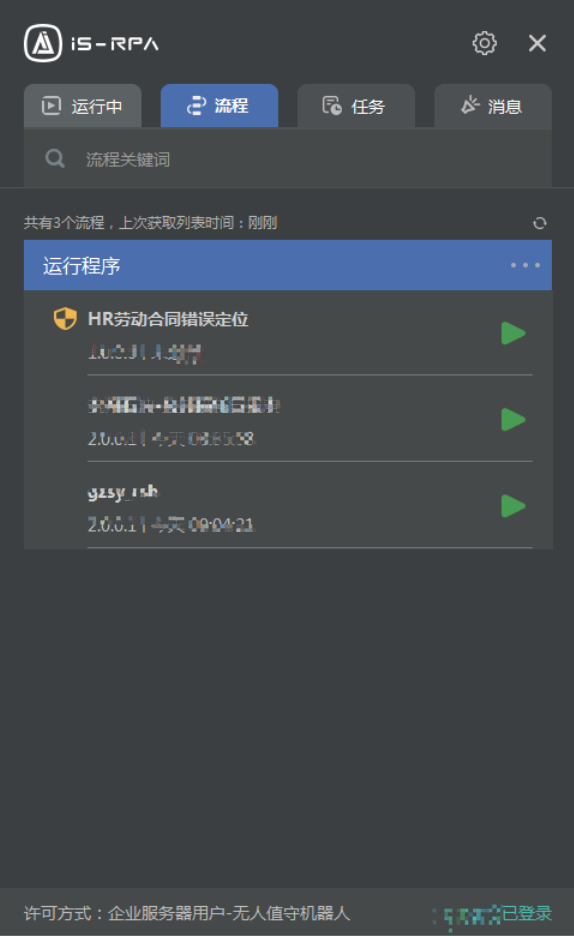 iS-RPA
运行中
流程
任务
消息
流程关键词
共有3个流程，上次获取列表时间：刚刚
运行程序
HR劳动合同错误定位
许可方式：企业服务器用户-无人值守机器人
已登录